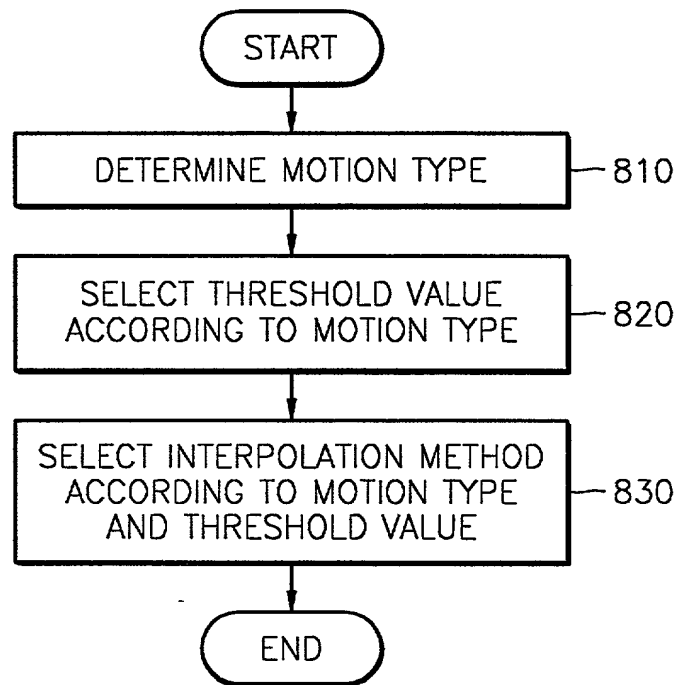 START
DETERMINE MOTION TYPE
810
SELECT THRESHOLD VALUE
ACCORDING TO MOTION TYPE
820
SELECT INTERPOLATION METHOD
ACCORDING TO MOTION TYPE
AND THRESHOLD VALUE
830
END